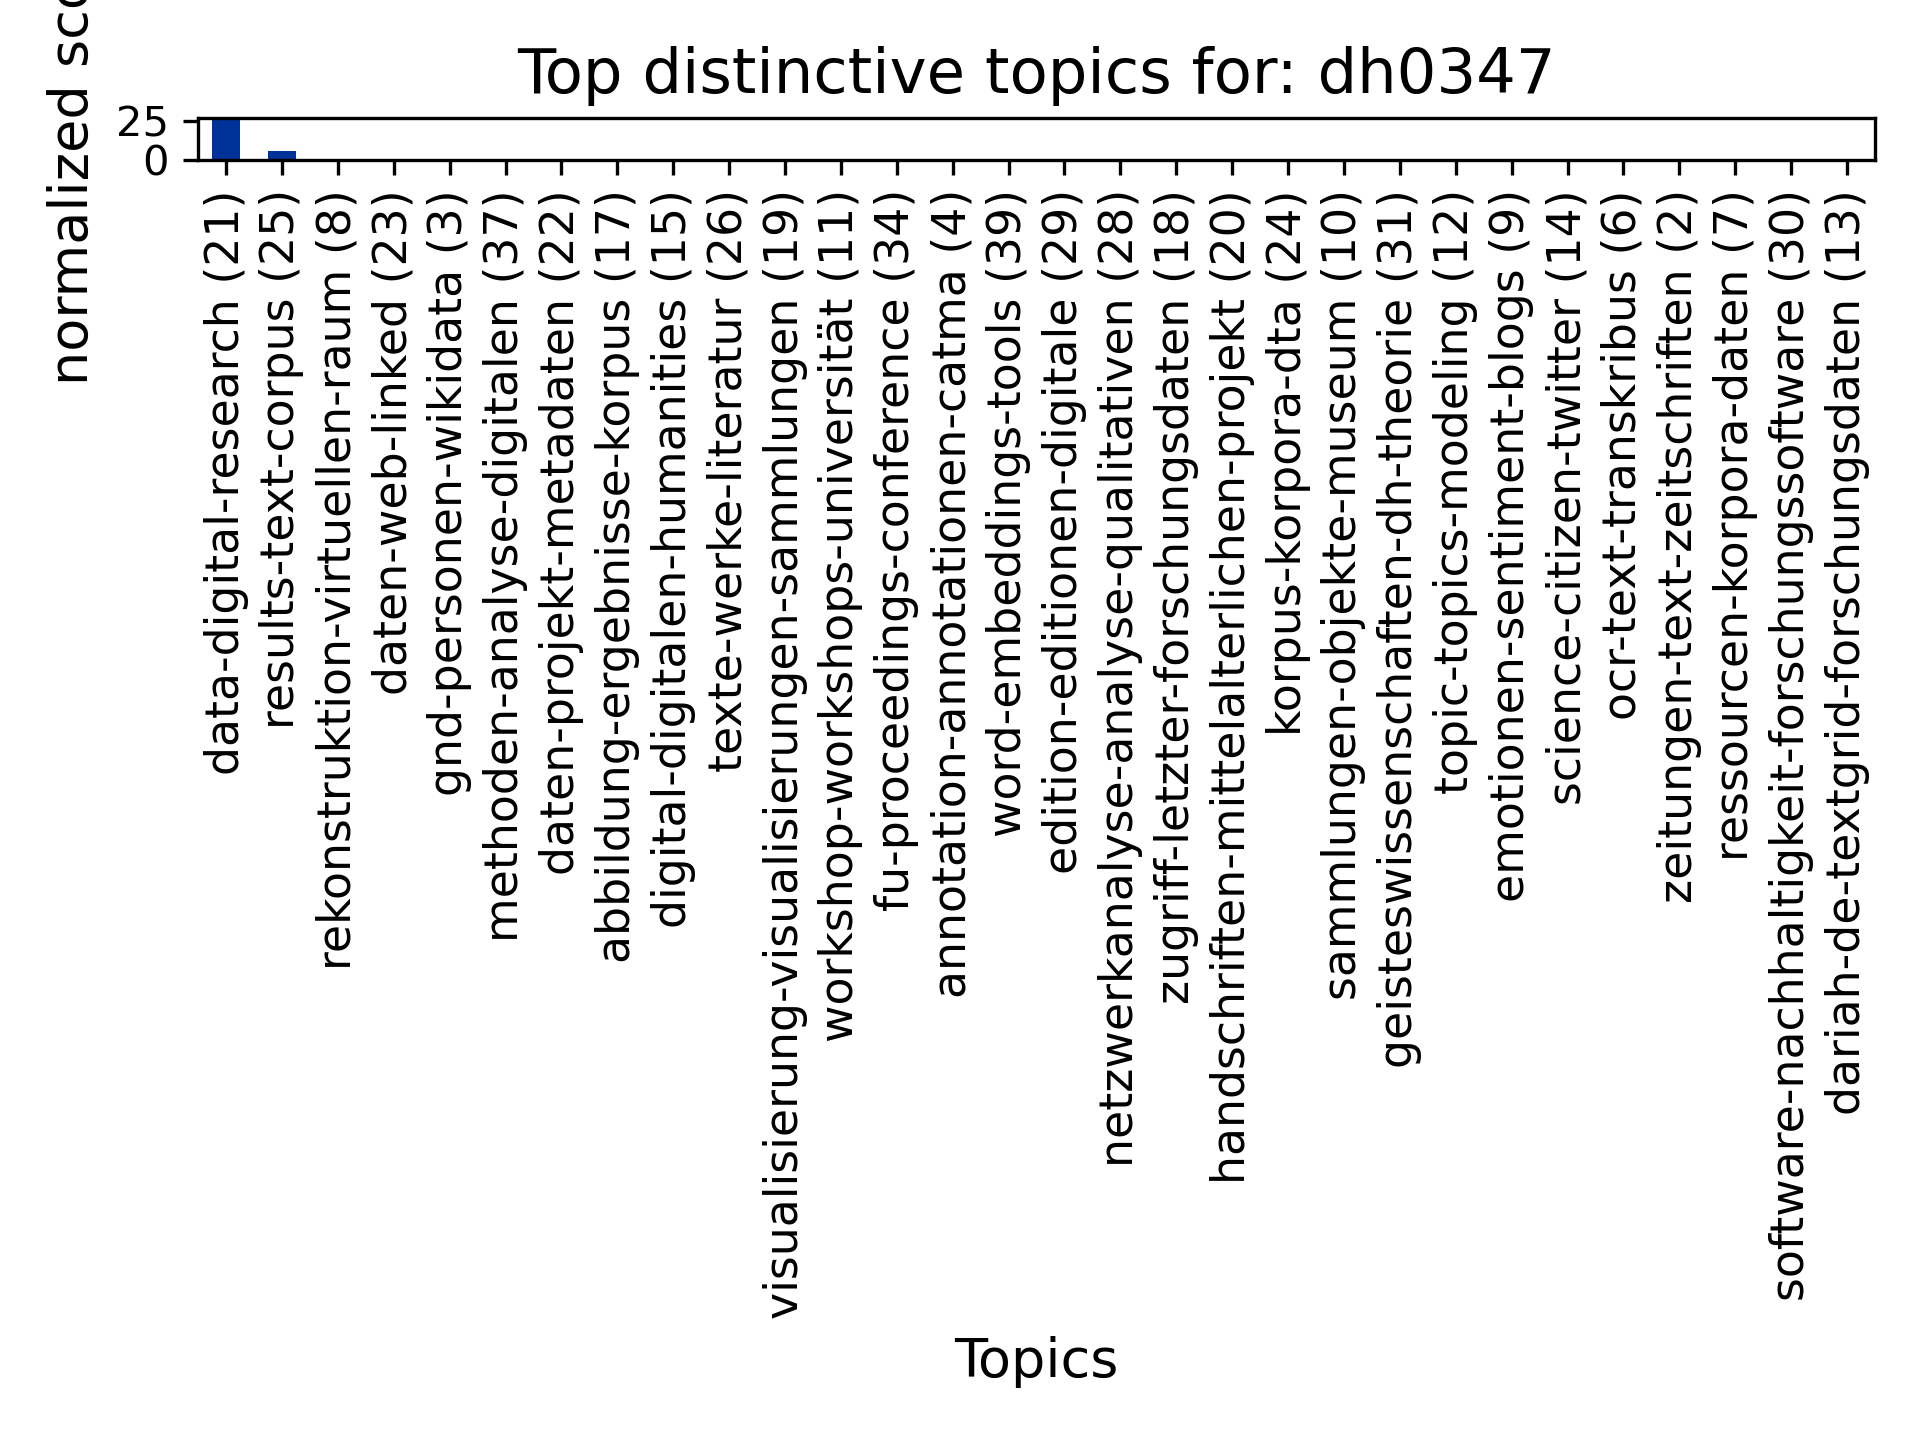 Top distinctive topics for: dh0347
normalized
25
0
data-digital-research (21)
results-text-corpus (25)
rekonstruktion-virtuellen-raum (8)
daten-web-linked (23)
gnd-personen-wikidata (3)
methoden-analyse-digitalen (37)
daten-projekt-metadaten (22)
abbildung-ergebnisse-korpus (17)
digital-digitalen-humanities (15)
texte-werke-literatur (26)
visualisierung-visualisierungen-sammlungen (19)
workshop-workshops-universität (11)
fu-proceedings-conference (34)
annotation-annotationen-catma (4)
word-embeddings-tools (39)
edition-editionen-digitale (29)
netzwerkanalyse-analyse-qualitativen (28)
zugriff-letzter-forschungsdaten (18)
handschriften-mittelalterlichen-projekt (20)
korpus-korpora-dta (24)
sammlungen-objekte-museum (10)
geisteswissenschaften-dh-theorie (31)
topic-topics-modeling (12)
emotionen-sentiment-blogs (9)
science-citizen-twitter (14)
ocr-text-transkribus (6)
zeitungen-text-zeitschriften (2)
ressourcen-korpora-daten (7)
software-nachhaltigkeit-forschungssoftware (30)
dariah-de-textgrid-forschungsdaten (13)
Topics